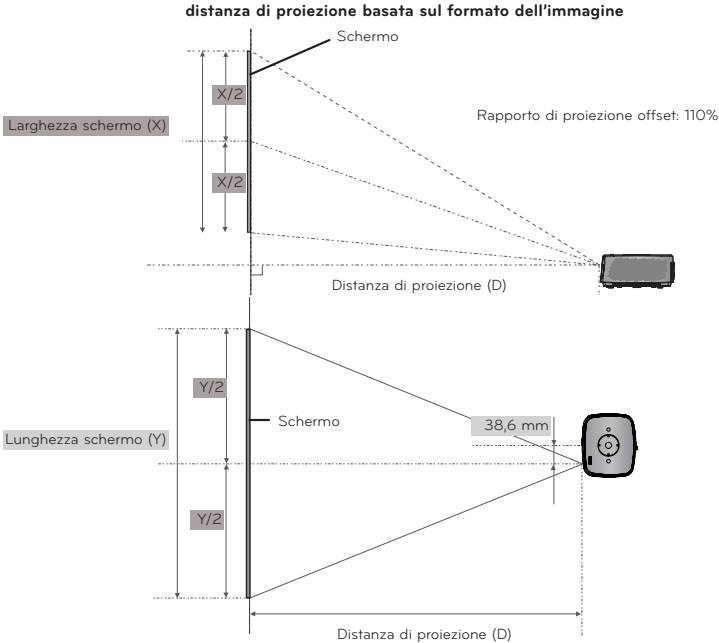 distanza di proiezione basata sul formato dell’immagine
Schermo
X/2
Rapporto di proiezione offset: 110%
Larghezza schermo (X)
X/2
Distanza di proiezione (D)
Y/2
Schermo
38,6 mm
Lunghezza schermo (Y)
Y/2
Distanza di proiezione (D)